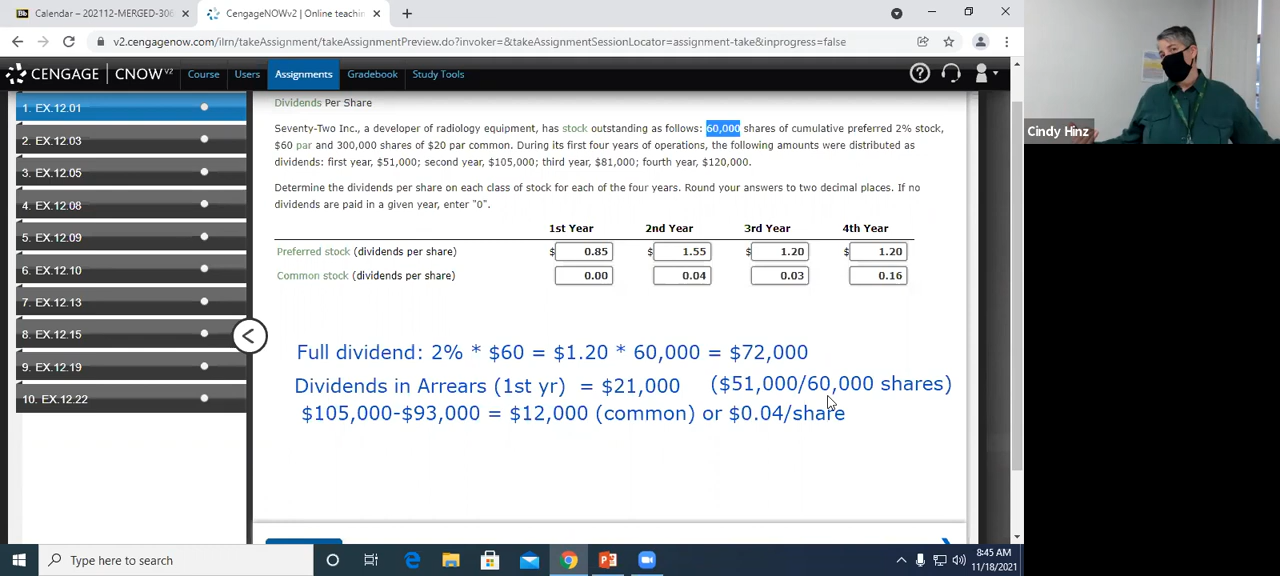 Calendar – 202112-MERGED-306
CengageNOWv2 | Online teachin
v2.cengagenow.com/ilrn/takeAssignment/takeAssignmentPreview.do?invoker=&takeAssignmentSessionLocator=assignment-take&inprogress=false
CENGAGE | CNOWv2 Course Users Assignments Gradebook Study Tools
Cindy Hinz
1. EX.12.01
2. EX.12.03
3. EX.12.05
4. EX.12.08
5. EX.12.09
6. EX.12.10
7. EX.12.13
8. EX.12.15
9. EX.12.19
10. EX.12.22
Dividends Per Share
Seventy-Two Inc., a developer of radiology equipment, has stock outstanding as follows: 60,000 shares of cumulative preferred 2% stock,
$60 par and 300,000 shares of $20 par common. During its first four years of operations, the following amounts were distributed as
dividends: first year, $51,000; second year, $105,000; third year, $81,000; fourth year, $120,000.
Determine the dividends per share on each class of stock for each of the four years. Round your answers to two decimal places. If no
dividends are paid in a given year, enter "0".
1st Year 2nd Year 3rd Year 4th Year
Preferred stock (dividends per share) $ 0.85 $ 1.55 $ 1.20 $ 1.20
Common stock (dividends per share) 0.00 0.04 0.03 0.16
Full dividend: 2% * $60 = $1.20 * 60,000 = $72,000
Dividends in Arrears (1st yr) = $21,000 ($51,000/60,000 shares)
$105,000-$93,000 = $12,000 (common) or $0.04/share
Type here to search
8:45 AM
11/18/2021